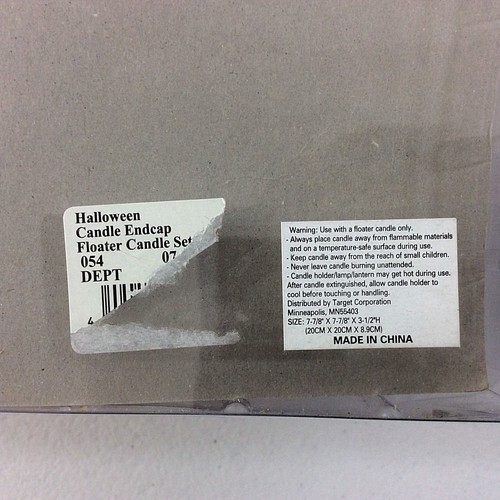 Halloween
Candle Endcap
Floater Candle Set
054 07
DEPT
4
Warning: Use with a floater candle only.
- Always place candle away from flammable materials
and on a temperature-safe surface during use.
- Keep candle away from the reach of small children.
- Never leave candle burning unattended.
- Candle holder/lamp/lantern may get hot during use.
After candle extinguished, allow candle holder to
cool before touching or handling.
Distributed by Target Corporation
Minneapolis, MN55403
SIZE: 7-7/8" X 7-7/8" X 3-1/2"H
(20CM X 20CM X 8.9CM)
MADE IN CHINA